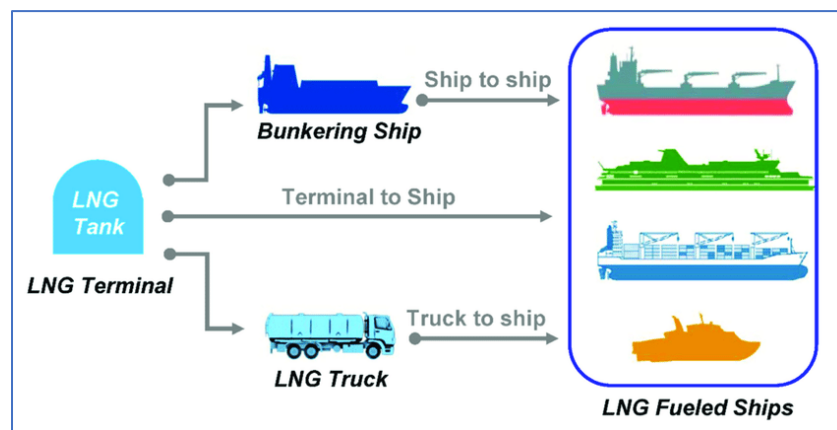 Ship to ship
Bunkering Ship
LNG
Tank
Terminal to Ship
LNG Terminal
Truck to ship
LNG Truck
LNG Fueled Ships